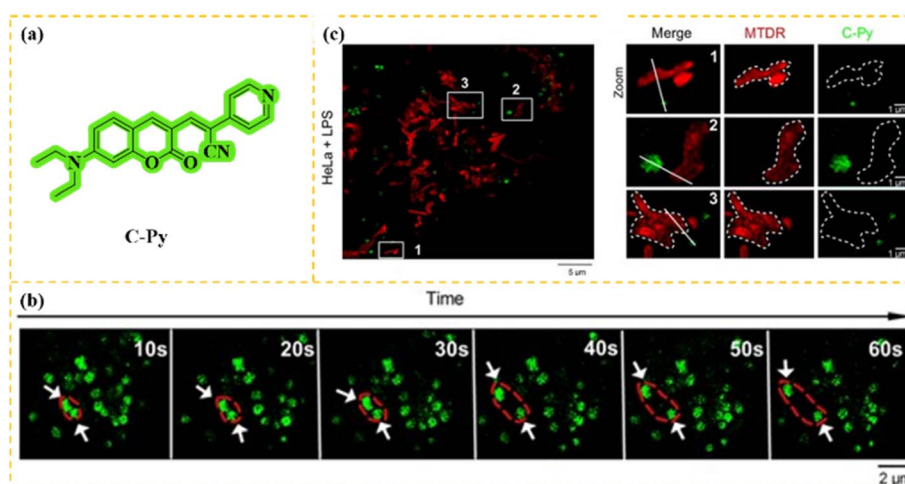 (a)
N
N
O
O
CN
C-Py
(c)
HeLa + LPS
3
2
1
5 μm
Merge
MTDR
C-Py
Zoom
1
1 μm
2
1 μm
3
1 μm
(b)
Time
10s
20s
30s
40s
50s
60s
2 μm